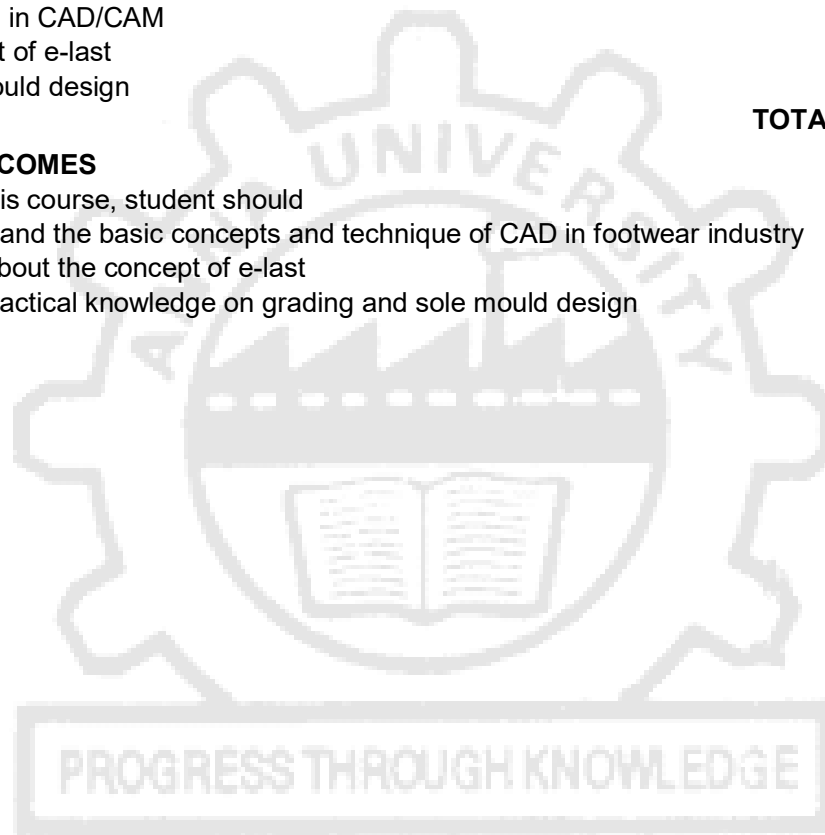 in CAD/CAM
t of e-last
ould design
TOTA
COMES
is course, student should
and the basic concepts and technique of CAD in footwear industry
bout the concept of e-last
actical knowledge on grading and sole mould design
ANNA UNIVERSITY
PROGRESS THROUGH KNOWLEDGE